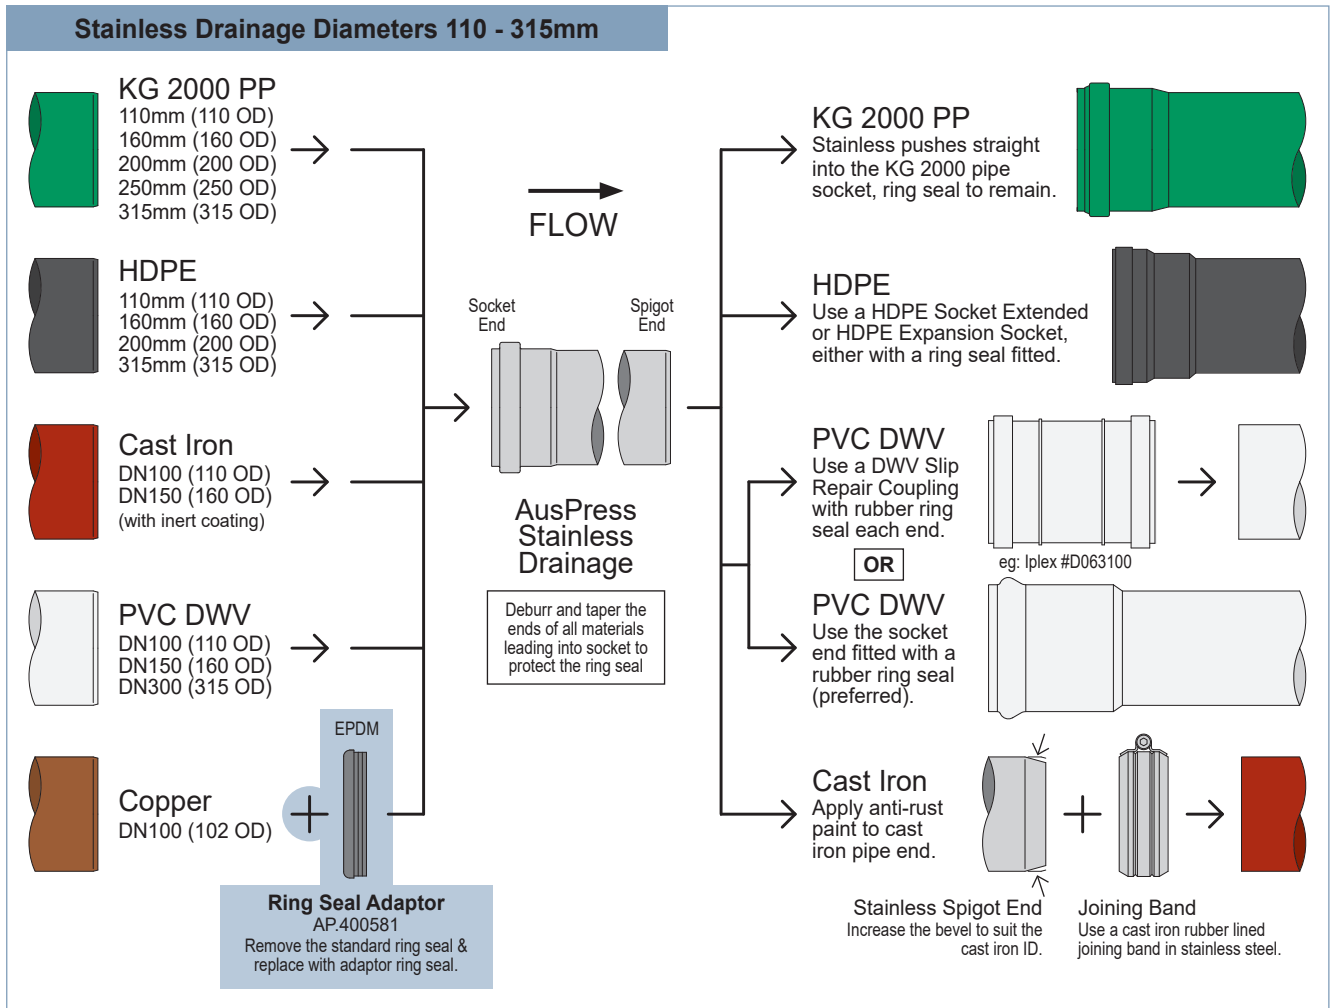 Stainless Drainage Diameters 110 - 315mm
KG 2000 PP
110mm (110 OD)
160mm (160 OD)
200mm (200 OD)
250mm (250 OD)
315mm (315 OD)
HDPE
110mm (110 OD)
160mm (160 OD)
200mm (200 OD)
315mm (315 OD)
Cast Iron
DN100 (110 OD)
DN150 (160 OD)
(with inert coating)
PVC DWV
DN100 (110 OD)
DN150 (160 OD)
DN300 (315 OD)
Copper
DN100 (102 OD)
EPDM
Ring Seal Adaptor
AP.400581
Remove the standard ring seal &
replace with adaptor ring seal.
FLOW
Socket
End
Spigot
End
AusPress
Stainless
Drainage
Deburr and taper the
ends of all materials
leading into socket to
protect the ring seal
KG 2000 PP
Stainless pushes straight
into the KG 2000 pipe
socket, ring seal to remain.
HDPE
Use a HDPE Socket Extended
or HDPE Expansion Socket,
either with a ring seal fitted.
PVC DWV
Use a DWV Slip
Repair Coupling
with rubber ring
seal each end.
eg: Iplex #D063100
OR
PVC DWV
Use the socket
end fitted with a
rubber ring seal
(preferred).
Cast Iron
Apply anti-rust
paint to cast
iron pipe end.
Stainless Spigot End
Increase the bevel to suit the
cast iron ID.
Joining Band
Use a cast iron rubber lined
joining band in stainless steel.